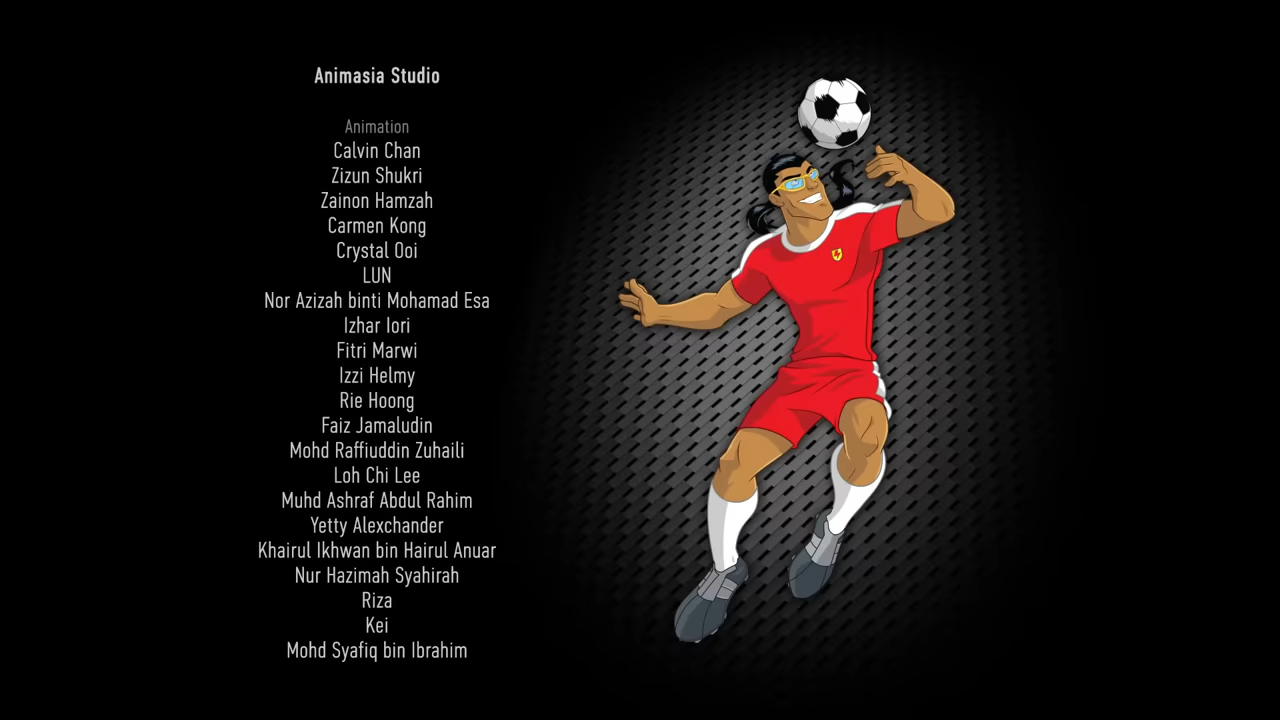 Animasia Studio
Animation
Calvin Chan
Zizun Shukri
Zainon Hamzah
Carmen Kong
Crystal Ooi
LUN
Nor Azizah binti Mohamad Esa
Izhar Iori
Fitri Marwi
Izzi Helmy
Rie Hoong
Faiz Jamaludin
Mohd Raffiuddin Zuhaili
Loh Chi Lee
Muhd Ashraf Abdul Rahim
Yetty Alexchander
Khairul Ikhwan bin Hairul Anuar
Nur Hazimah Syahirah
Riza
Kei
Mohd Syafiq bin Ibrahim